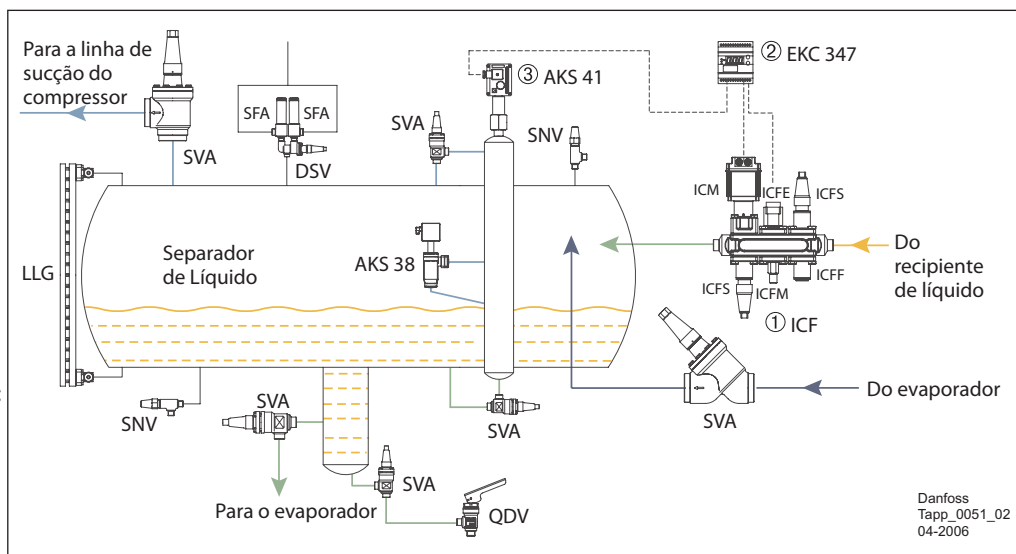 Para a linha de
sucção do
compressor
SVA
SFA
SFA
DSV
SVA
③ AKS 41
② EKC 347
SNV
ICM
ICFE
ICFS
LLG
Separador
de Líquido
AKS 38
Do
recipiente
de líquido
ICFS
ICFM
ICFF
① ICF
Do evaporador
SVA
SNV
SVA
SVA
SVA
Para o evaporador
QDV
Danfoss
Tapp_0051_02
04-2006